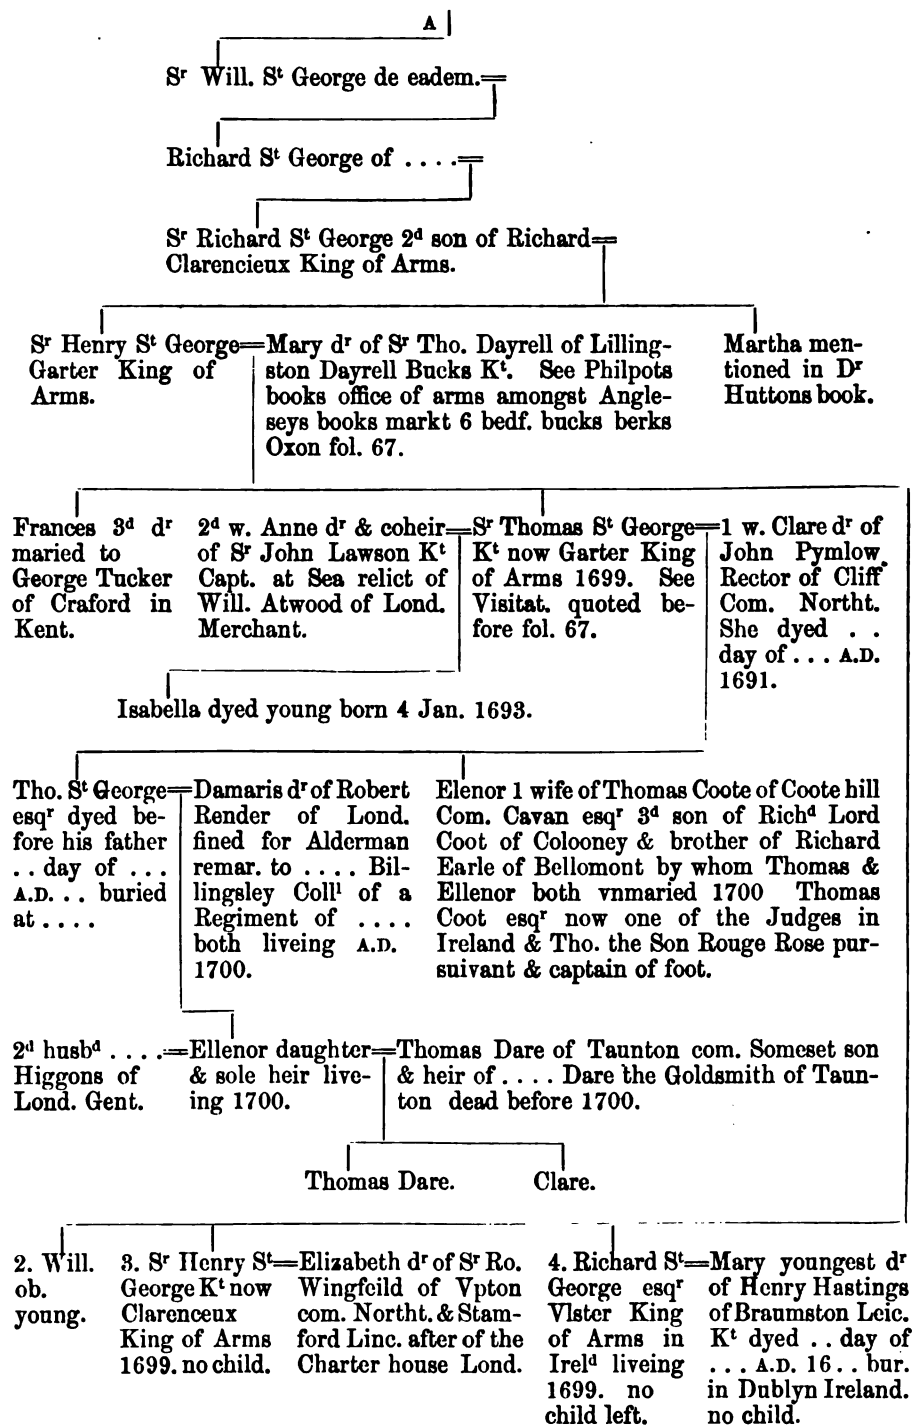 A
Sʳ Will. Sᵗ George de eadem.
Richard Sᵗ George of . . . .
Sʳ Richard Sᵗ George 2ᵈ son of Richard
Clarencieux King of Arms.
Sʳ Henry Sᵗ George
Garter King of
Arms.
Mary dʳ of Sʳ Tho. Dayrell of Lilling-
ston Dayrell Bucks Kᵗ. See Philpots
books office of arms amongst Angle-
seys books markt 6 bedf. bucks berks
Oxon fol. 67.
Martha men-
tioned in Dʳ
Huttons book.
Frances 3ᵈ dʳ
maried to
George Tucker
of Craford in
Kent.
2ᵈ w. Anne dʳ & coheir
of Sʳ John Lawson Kᵗ
Capt. at Sea relict of
Will. Atwood of Lond.
Merchant.
Sʳ Thomas Sᵗ George
Kᵗ now Garter King
of Arms 1699. See
Visitat. quoted be-
fore fol. 67.
1 w. Clare dʳ of
John Pymlow
Rector of Cliff
Com. Northt.
She dyed . .
day of . . . A.D.
1691.
Isabella dyed young born 4 Jan. 1693.
Tho. Sᵗ George
esqʳ dyed be-
fore his father
. . day of . . .
A.D. . . buried
at . . . .
Damaris dʳ of Robert
Render of Lond.
fined for Alderman
remar. to . . . . Bil-
lingsley Collˡ of a
Regiment of . . . .
both liveing A.D.
1700.
Elenor 1 wife of Thomas Coote of Coote hill
Com. Cavan esqʳ 3ᵈ son of Richᵈ Lord
Coot of Colooney & brother of Richard
Earle of Bellomont by whom Thomas &
Ellenor both vnmaried 1700 Thomas
Coot esqʳ now one of the Judges in
Ireland & Tho. the Son Rouge Rose pur-
suivant & captain of foot.
2ᵈ husbᵈ . . . .
Higgons of
Lond. Gent.
Ellenor daughter
& sole heir live-
ing 1700.
Thomas Dare of Taunton com. Someset son
& heir of . . . . Dare the Goldsmith of Taun-
ton dead before 1700.
Thomas Dare.
Clare.
2. Will.
ob.
young.
3. Sʳ Henry Sᵗ
George Kᵗ now
Clarenceux
King of Arms
1699. no child.
Elizabeth dʳ of Sʳ Ro.
Wingfeild of Vpton
com. Northt. & Stam-
ford Linc. after of the
Charter house Lond.
4. Richard Sᵗ
George esqʳ
Vlster King
of Arms in
Irelᵈ liveing
1699. no
child left.
Mary youngest dʳ
of Henry Hastings
of Braumston Leic.
Kᵗ dyed . . day of
. . . A.D. 16 . . bur.
in Dublyn Ireland.
no child.